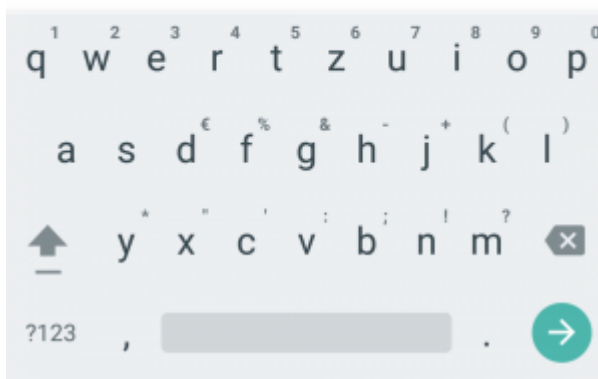 1 2 3 4 5 6 7 8 9 0
q w e r t z u i o p
€ % & - + ( )
a s d f g h j k l
* " ' : ; ! ?
y x c v b n m
?123 , .